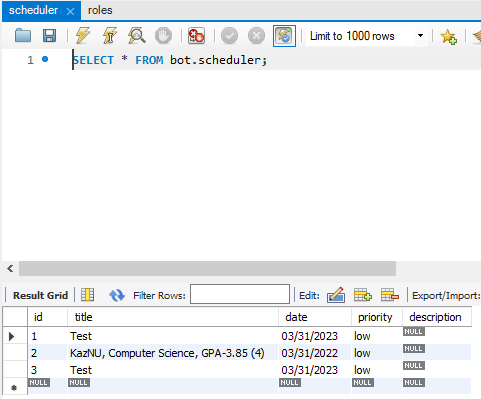 scheduler × roles
Limit to 1000 rows
1 SELECT * FROM bot.scheduler;
Result Grid Filter Rows: Edit: Export/Import:
id title date priority description
1 Test 03/31/2023 low NULL
2 KazNU, Computer Science, GPA-3.85 (4) 03/31/2022 low NULL
3 Test 03/31/2023 low NULL
NULL NULL NULL NULL NULL